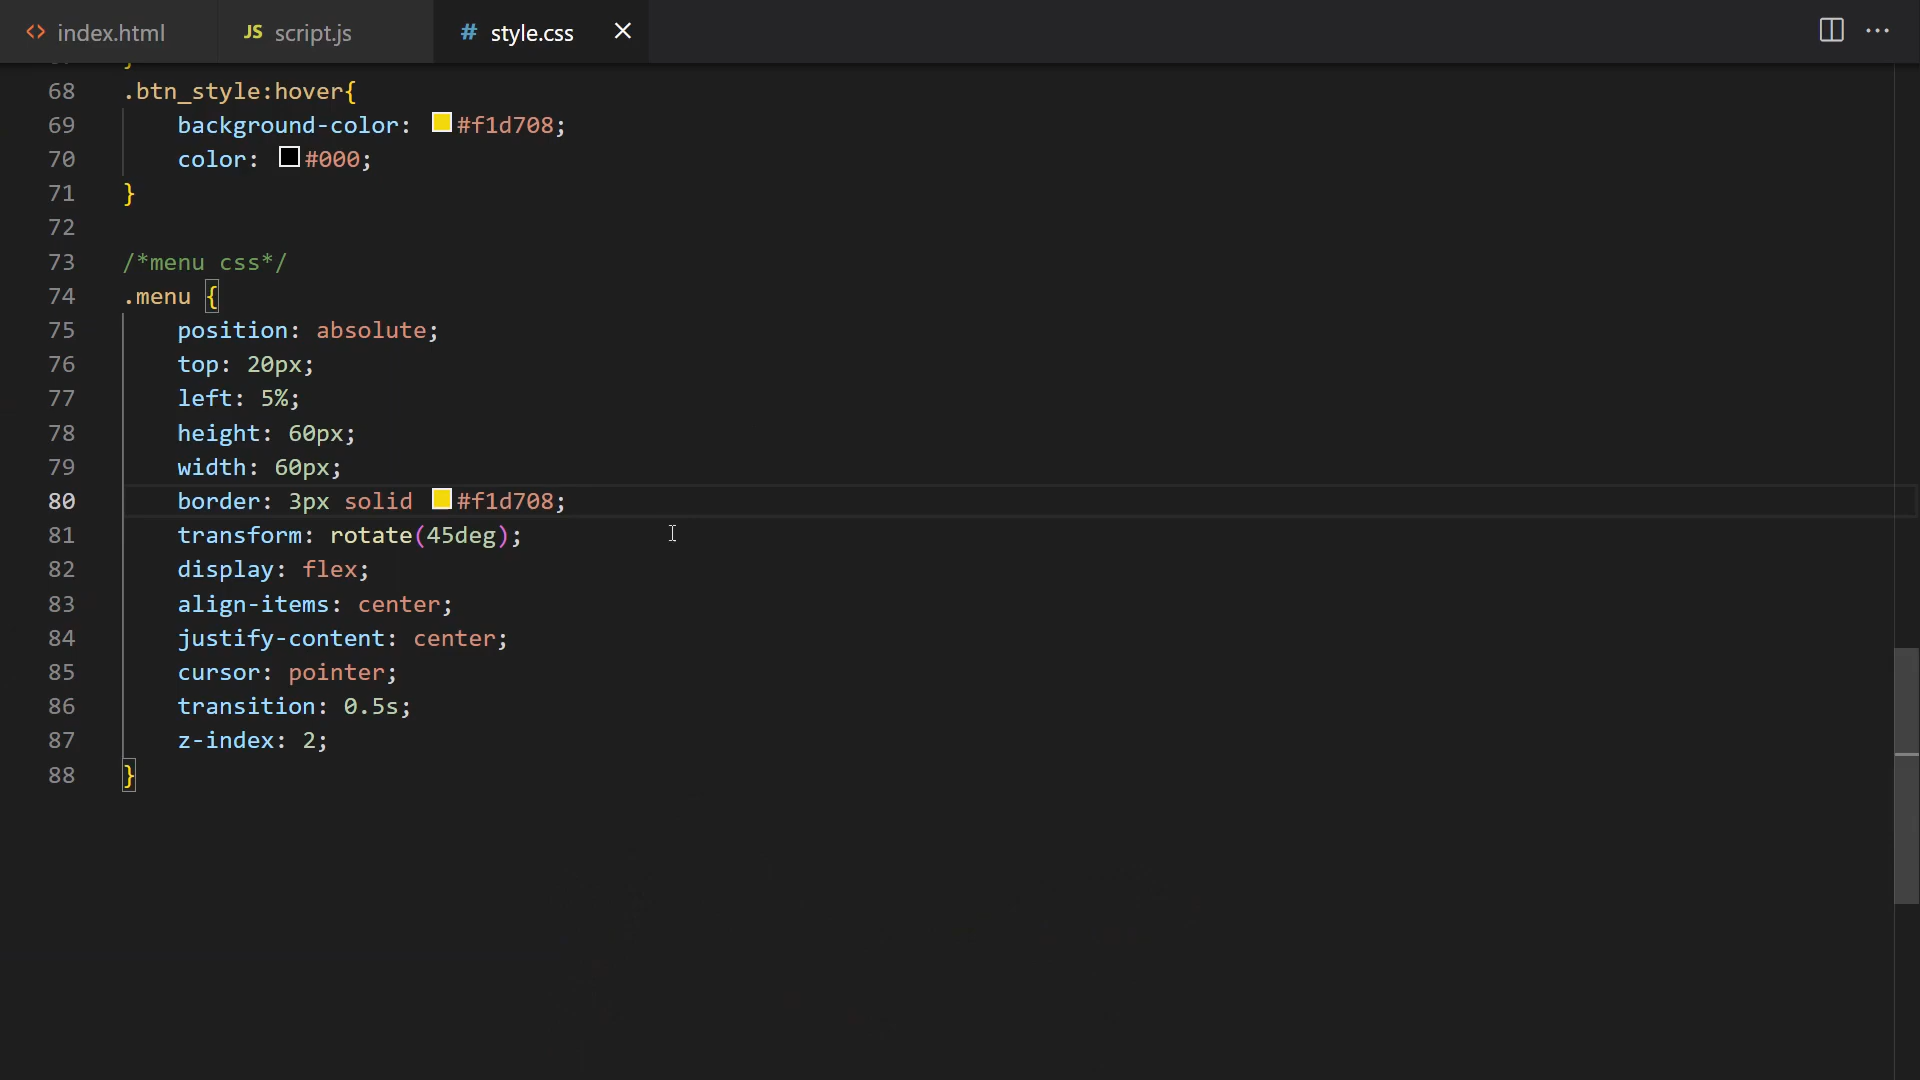 <> index.html JS script.js # style.css
68 .btn_style:hover{
69 background-color: #f1d708;
70 color: #000;
71 }
72
73 /*menu css*/
74 .menu {
75 position: absolute;
76 top: 20px;
77 left: 5%;
78 height: 60px;
79 width: 60px;
80 border: 3px solid #f1d708;
81 transform: rotate(45deg);
82 display: flex;
83 align-items: center;
84 justify-content: center;
85 cursor: pointer;
86 transition: 0.5s;
87 z-index: 2;
88 }